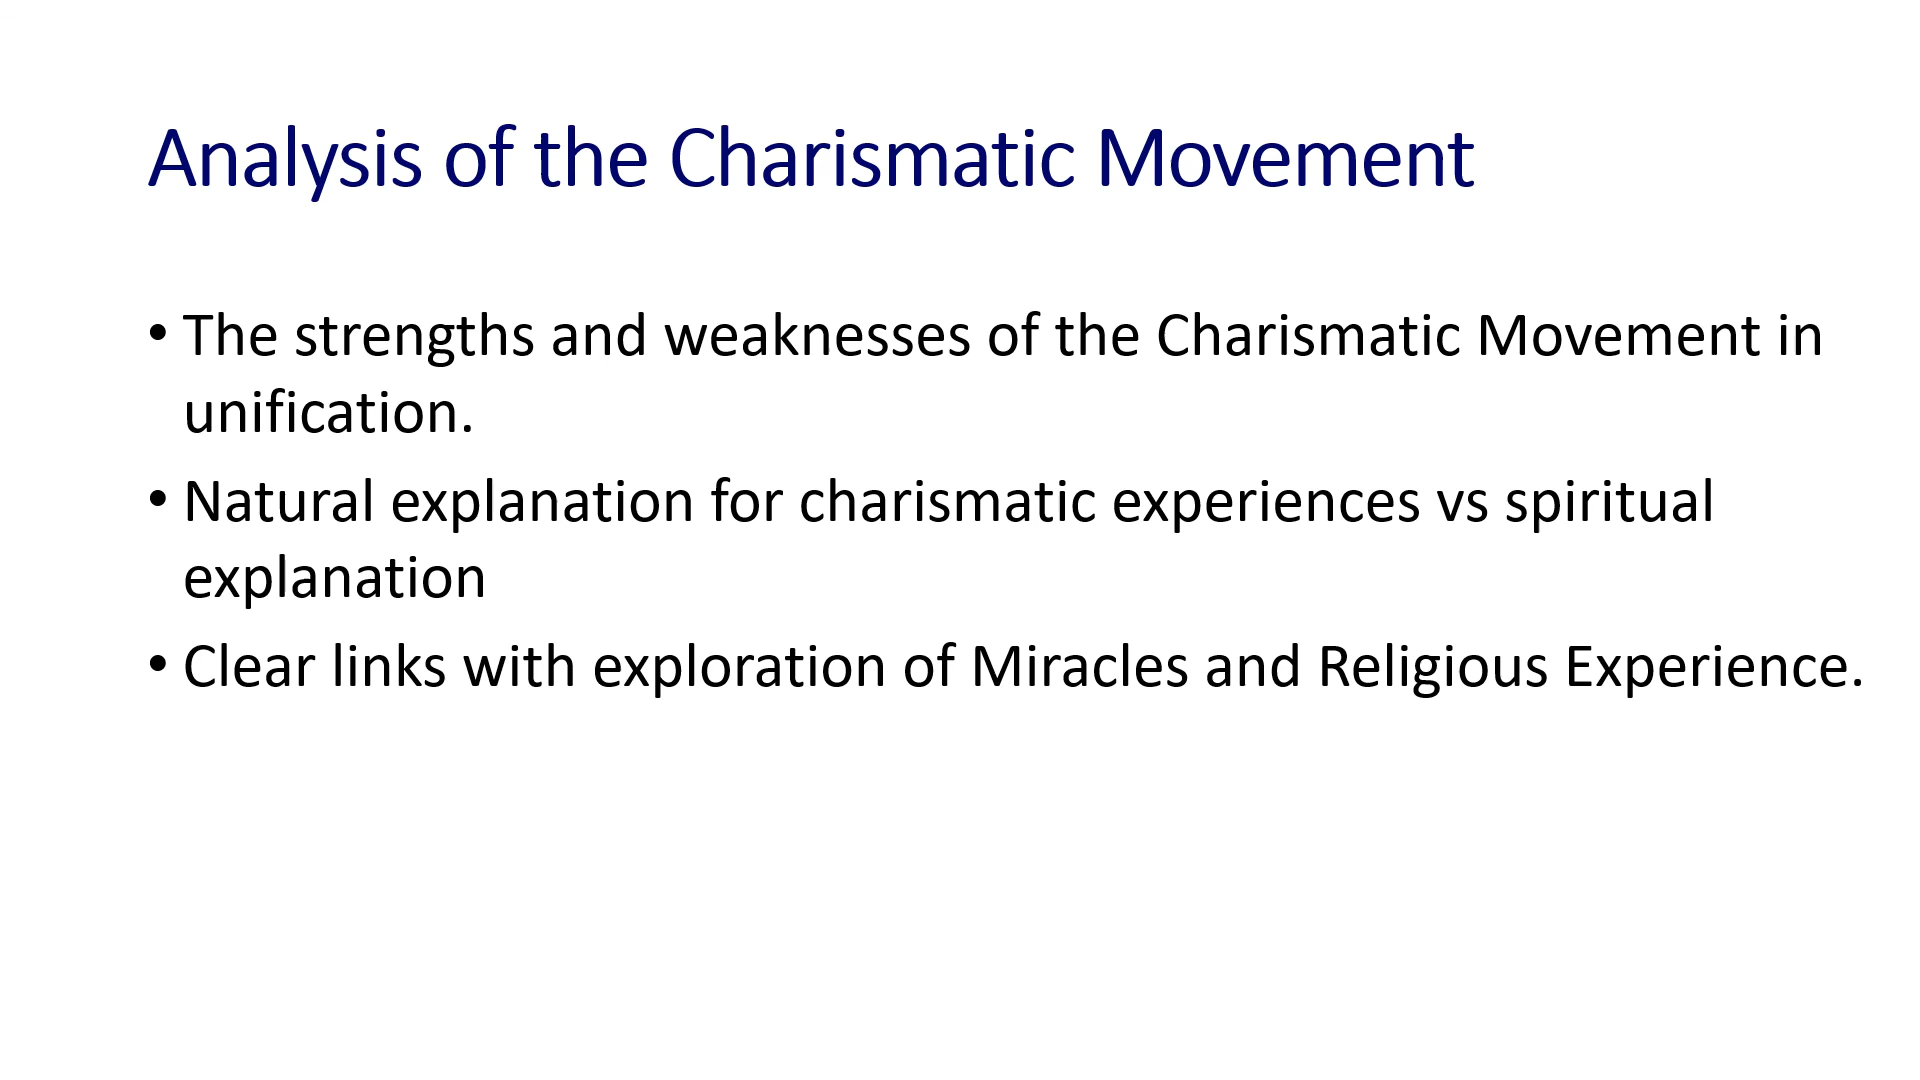 Analysis of the Charismatic Movement
• The strengths and weaknesses of the Charismatic Movement in
unification.
• Natural explanation for charismatic experiences vs spiritual
explanation
• Clear links with exploration of Miracles and Religious Experience.